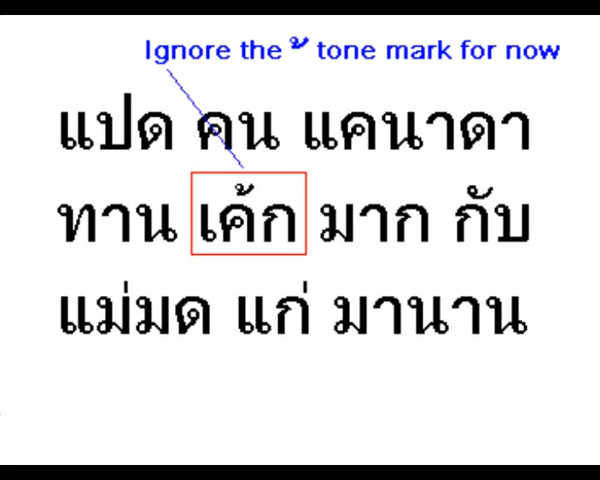 Ignore the ้ tone mark for now
แปด คน แคนาดา
ทาน เค้ก มาก กับ
แม่มด แก่ มานาน